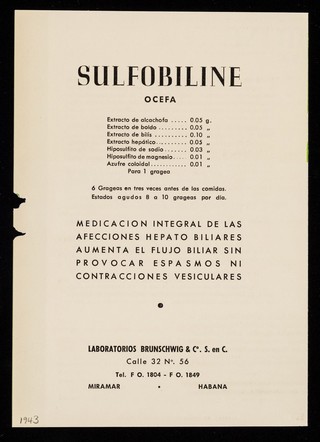 SULFOBILINE
OCEFA
Extracto de alcachofa ..... 0.05 g.
Extracto de boldo ......... 0.05 „
Extracto de bilis .......... 0.10 „
Extracto hepático .......... 0.05 „
Hiposulfito de sodio ....... 0.03 „
Hiposulfito de magnesio .... 0.01 „
Azufre coloidal ............ 0.01 „
Para 1 gragea
6 Grageas en tres veces antes de las comidas.
Estados agudos 8 a 10 grageas por día.
MEDICACION INTEGRAL DE LAS
AFECCIONES HEPATO BILIARES
AUMENTA EL FLUJO BILIAR SIN
PROVOCAR ESPASMOS NI
CONTRACCIONES VESICULARES
LABORATORIOS BRUNSCHWIG & Cº. S. en C.
Calle 32 Nº. 56
Tel. F O. 1804 - F O. 1849
MIRAMAR • HABANA
1943